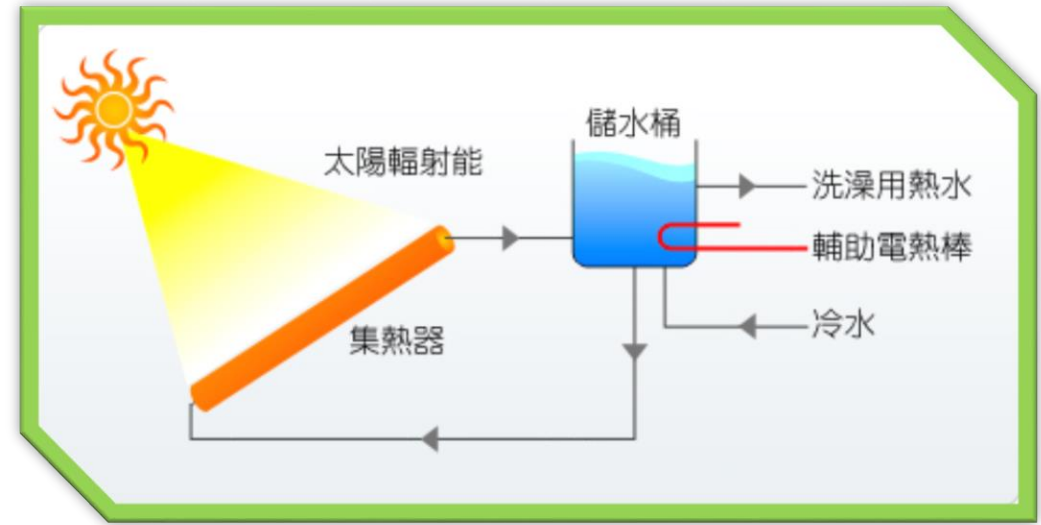 儲水桶
太陽輻射能
洗澡用熱水
輔助電熱棒
集熱器
冷水